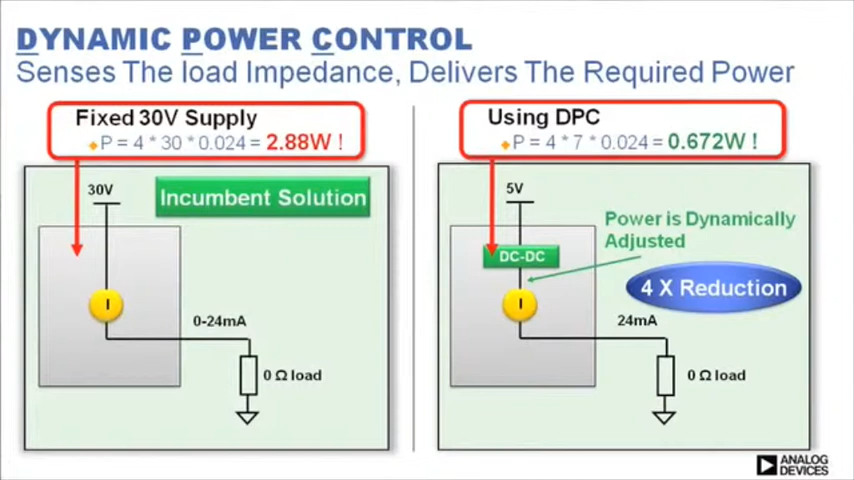 DYNAMIC POWER CONTROL
Senses The load Impedance, Delivers The Required Power
Fixed 30V Supply
P = 4 * 30 * 0.024 = 2.88W !
30V
Incumbent Solution
I
0-24mA
0 Ω load
Using DPC
P = 4 * 7 * 0.024 = 0.672W !
5V
Power is Dynamically
Adjusted
DC-DC
4 X Reduction
I
24mA
0 Ω load
ANALOG
DEVICES